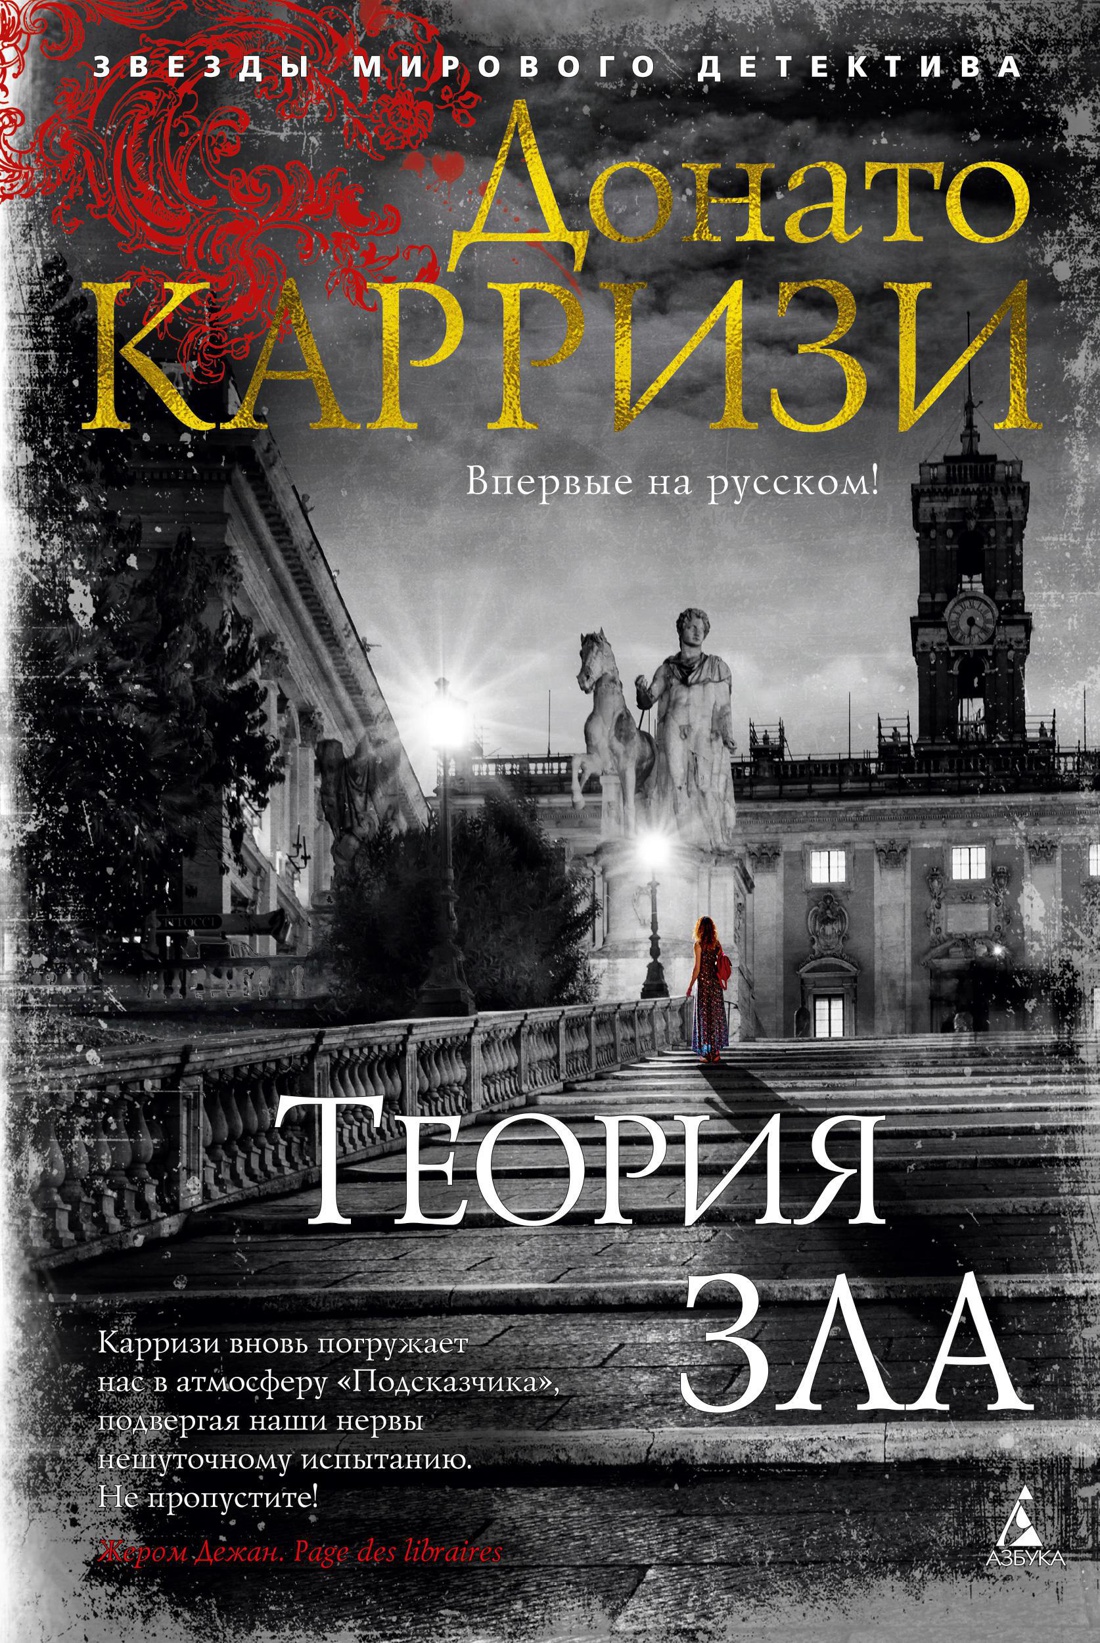 ЗВЕЗДЫ МИРОВОГО ДЕТЕКТИВА
Донато
КАРРИЗИ
Впервые на русском!
ТЕОРИЯ
ЗЛА
Карризи вновь погружает
нас в атмосферу «Подсказчика»,
подвергая наши нервы
нешуточному испытанию.
Не пропустите!
Жером Дежан. Page des libraires
АЗБУКА